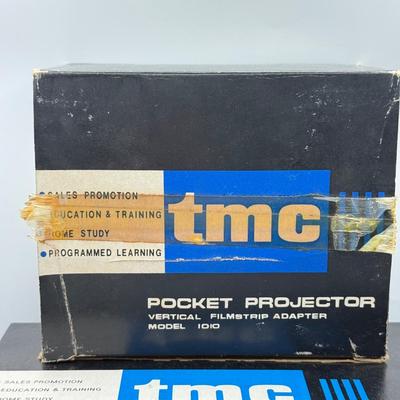 • SALES PROMOTION
EDUCATION & TRAINING
HOME STUDY
• PROGRAMMED LEARNING
tmc
POCKET PROJECTOR
VERTICAL FILMSTRIP ADAPTER
MODEL 1010
SALES PROMOTION
EDUCATION & TRAINING
HOME STUDY
tmc